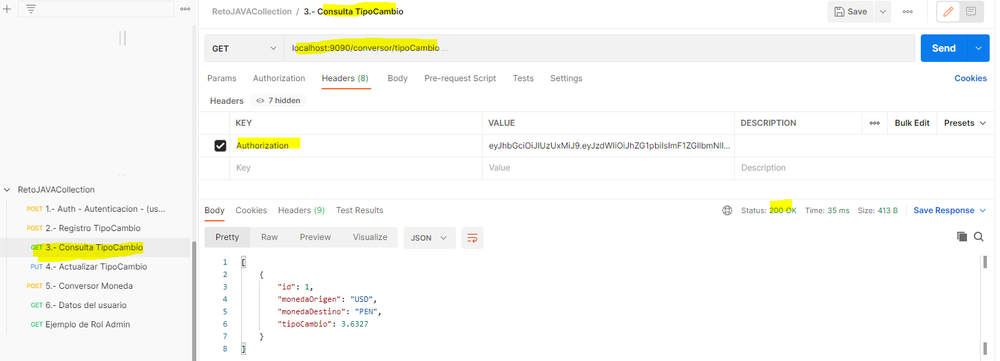 RetoJAVACollection / 3.- Consulta TipoCambio
Save
GET
localhost:9090/conversor/tipoCambio ...
Send
Params Authorization Headers (8) Body Pre-request Script Tests Settings
Cookies
Headers 7 hidden
KEY VALUE DESCRIPTION Bulk Edit Presets
Authorization eyJhbGciOiJIUzUxMiJ9.eyJzdWIiOiJhZG1pbiIsImF1ZGllbmNlI...
Key Value Description
RetoJAVACollection
POST 1.- Auth - Autenticacion - (us...
POST 2.- Registro TipoCambio
GET 3.- Consulta TipoCambio
PUT 4.- Actualizar TipoCambio
POST 5.- Conversor Moneda
GET 6.- Datos del usuario
GET Ejemplo de Rol Admin
Body Cookies Headers (9) Test Results
Status: 200 OK Time: 35 ms Size: 413 B Save Response
Pretty Raw Preview Visualize JSON
1 [
2 {
3 "id": 1,
4 "monedaOrigen": "USD",
5 "monedaDestino": "PEN",
6 "tipoCambio": 3.6327
7 }
8 ]